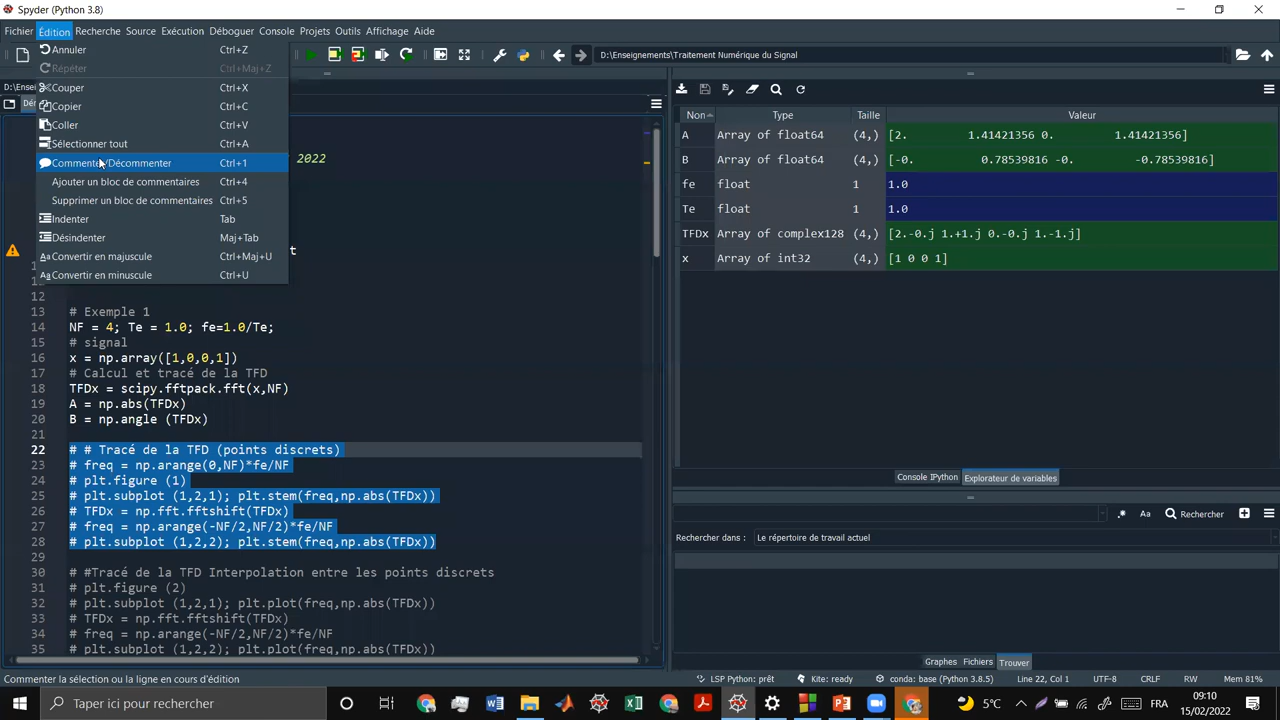 Spyder (Python 3.8)
Fichier Édition Recherche Source Exécution Déboguer Console Projets Outils Affichage Aide
D:\Enseignements\Traitement Numérique du Signal
Annuler Ctrl+Z
Répéter Ctrl+Maj+Z
Couper Ctrl+X
Copier Ctrl+C
Coller Ctrl+V
Sélectionner tout Ctrl+A
Commenter/Décommenter Ctrl+1
Ajouter un bloc de commentaires Ctrl+4
Supprimer un bloc de commentaires Ctrl+5
Indenter Tab
Désindenter Maj+Tab
Convertir en majuscule Ctrl+Maj+U
Convertir en minuscule Ctrl+U
D:\Ensei
2022
t
12
13 # Exemple 1
14 NF = 4; Te = 1.0; fe=1.0/Te;
15 # signal
16 x = np.array([1,0,0,1])
17 # Calcul et tracé de la TFD
18 TFDx = scipy.fftpack.fft(x,NF)
19 A = np.abs(TFDx)
20 B = np.angle (TFDx)
21
22 # # Tracé de la TFD (points discrets)
23 # freq = np.arange(0,NF)*fe/NF
24 # plt.figure (1)
25 # plt.subplot (1,2,1); plt.stem(freq,np.abs(TFDx))
26 # TFDx = np.fft.fftshift(TFDx)
27 # freq = np.arange(-NF/2,NF/2)*fe/NF
28 # plt.subplot (1,2,2); plt.stem(freq,np.abs(TFDx))
29
30 # #Tracé de la TFD Interpolation entre les points discrets
31 # plt.figure (2)
32 # plt.subplot (1,2,1); plt.plot(freq,np.abs(TFDx))
33 # TFDx = np.fft.fftshift(TFDx)
34 # freq = np.arange(-NF/2,NF/2)*fe/NF
35 # plt.subplot (1,2,2); plt.plot(freq,np.abs(TFDx))
Non Type Taille Valeur
A Array of float64 (4,) [2. 1.41421356 0. 1.41421356]
B Array of float64 (4,) [-0. 0.78539816 -0. -0.78539816]
fe float 1 1.0
Te float 1 1.0
TFDx Array of complex128 (4,) [2.-0.j 1.+1.j 0.-0.j 1.-1.j]
x Array of int32 (4,) [1 0 0 1]
Console IPython Explorateur de variables
.* Aa Rechercher
Rechercher dans : Le répertoire de travail actuel
Graphes Fichiers Trouver
Commenter la sélection ou la ligne en cours d'édition LSP Python: prêt Kite: ready conda: base (Python 3.8.5) Line 22, Col 1 UTF-8 CRLF RW Mem 81%
Taper ici pour rechercher
5°C FRA
09:10
15/02/2022